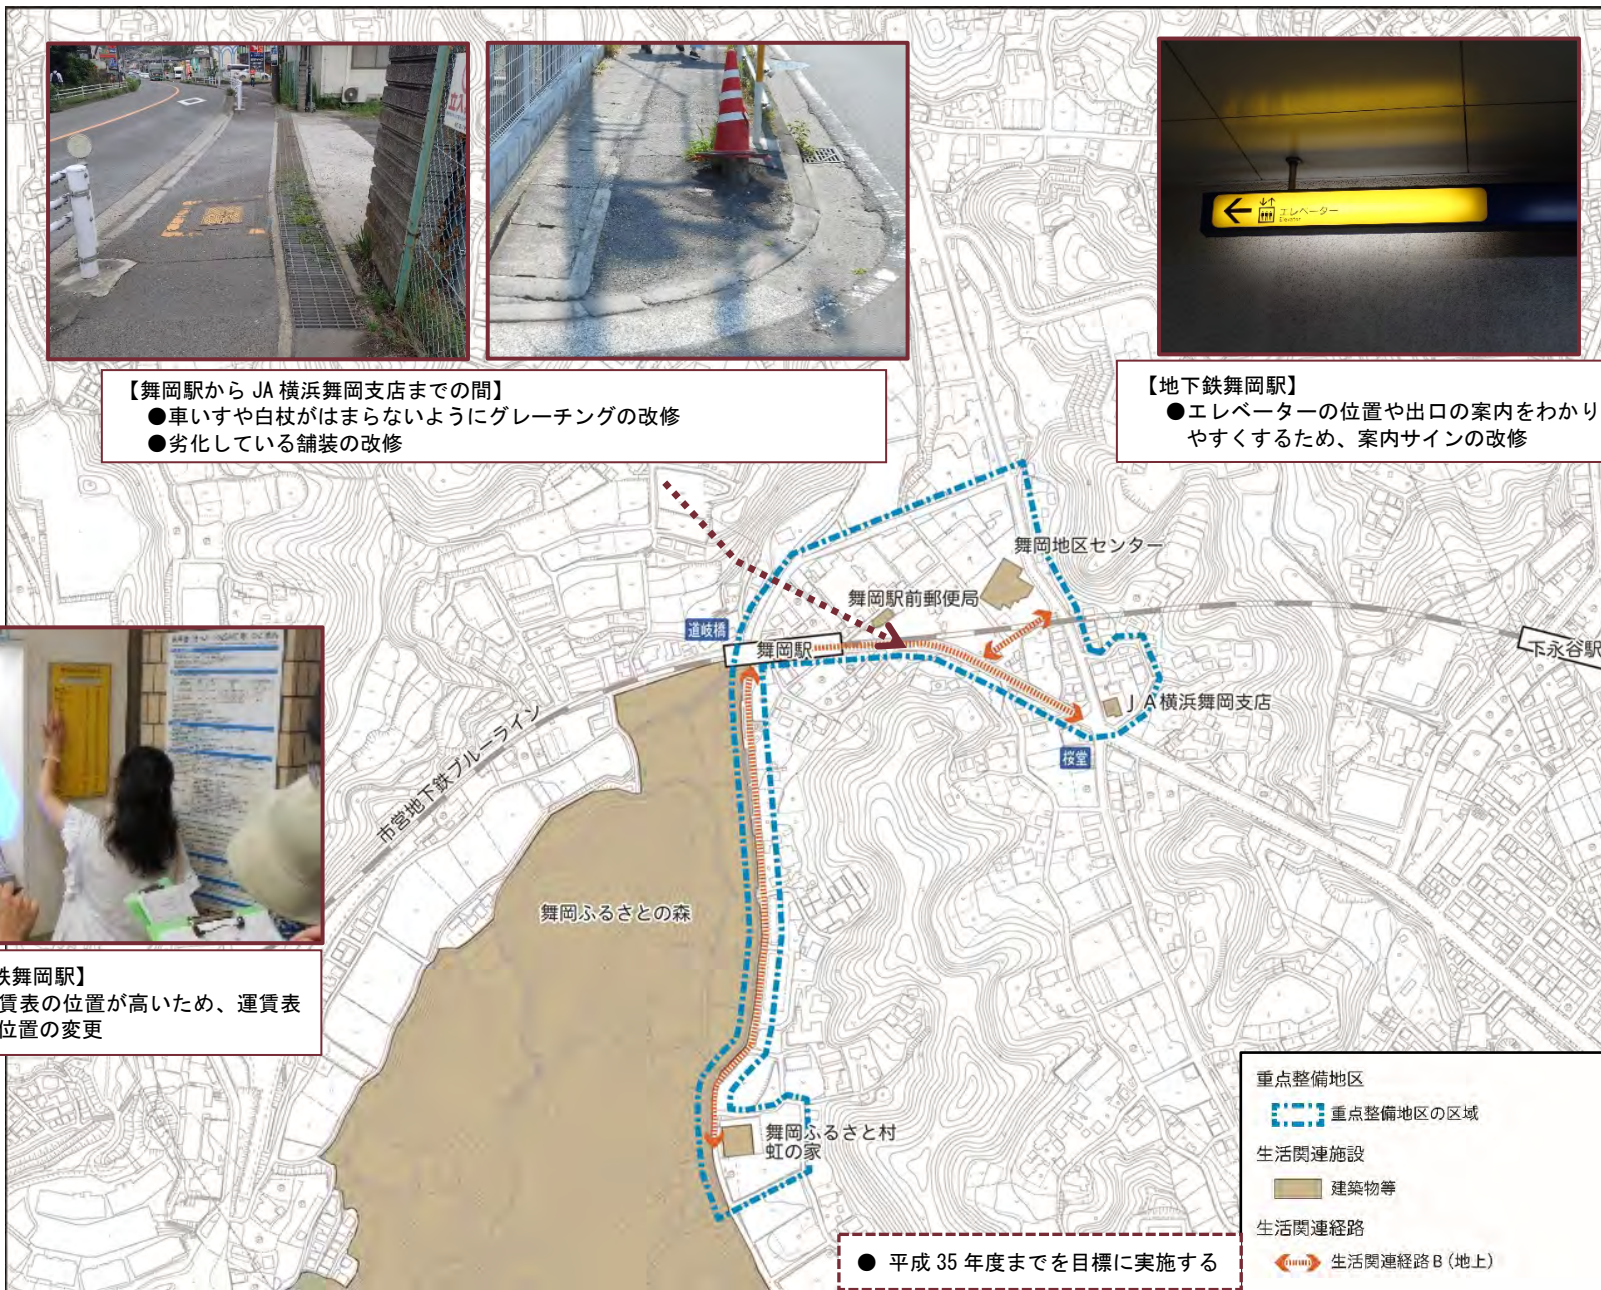 エレベーター
【舞岡駅から JA 横浜舞岡支店までの間】
●車いすや白杖がはまらないようにグレーチングの改修
●劣化している舗装の改修
【地下鉄舞岡駅】
●エレベーターの位置や出口の案内をわかり
やすくするため、案内サインの改修
舞岡地区センター
舞岡駅前郵便局
道岐橋
舞岡駅
下永谷駅
JA横浜舞岡支店
桜堂
市営地下鉄ブルーライン
舞岡ふるさとの森
鉄舞岡駅】
賃表の位置が高いため、運賃表
位置の変更
舞岡ふるさと村
虹の家
重点整備地区
重点整備地区の区域
生活関連施設
建築物等
生活関連経路
生活関連経路B(地上)
● 平成 35 年度までを目標に実施する